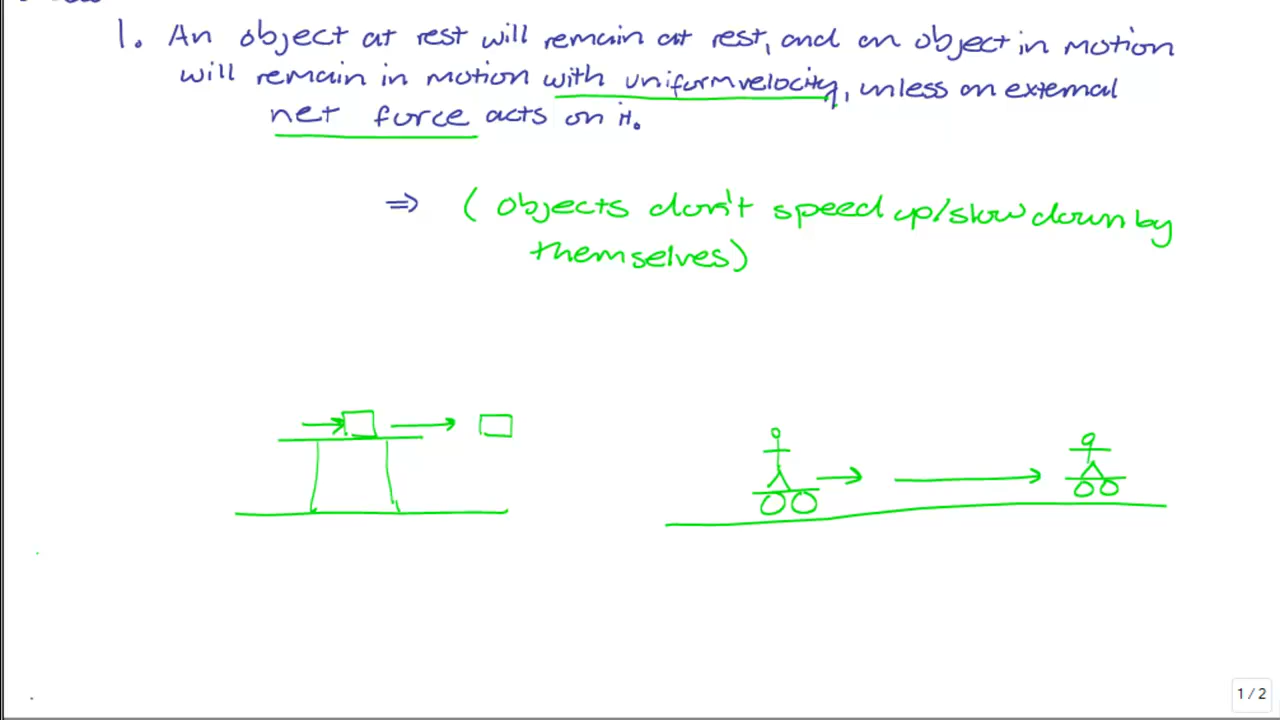 1. An object at rest will remain at rest, and an object in motion
will remain in motion with uniform velocity, unless an external
net force acts on it.
⇒ (objects don't speed up/slow down by
themselves)
1 / 2